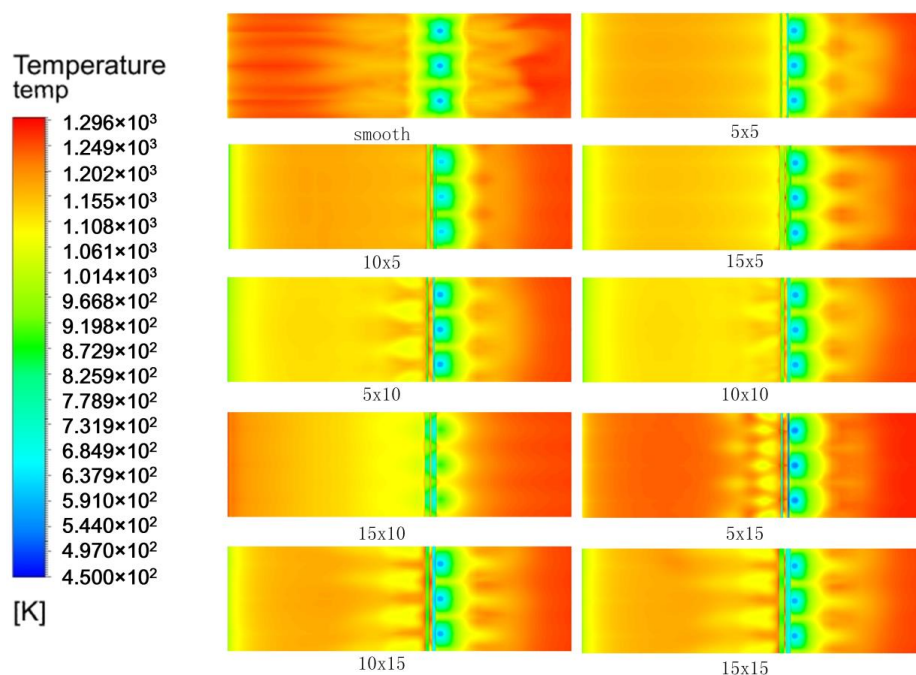 Temperature
temp
1.296×10³
1.249×10³
1.202×10³
1.155×10³
1.108×10³
1.061×10³
1.014×10³
9.668×10²
9.198×10²
8.729×10²
8.259×10²
7.789×10²
7.319×10²
6.849×10²
6.379×10²
5.910×10²
5.440×10²
4.970×10²
4.500×10²
[K]
smooth
5x5
10x5
15x5
5x10
10x10
15x10
5x15
10x15
15x15